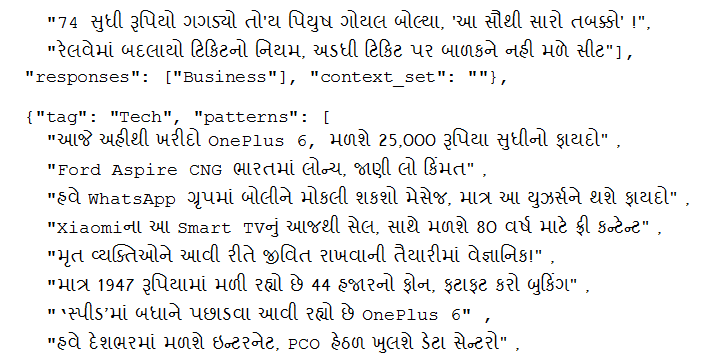 "74 સુધી રૂપિયો ગગડ્યો તો'ય પિયુષ ગોયલ બોલ્યા, 'આ સૌથી સારો તબક્કો' !",
"રેલવેમાં બદલાયો ટિકિટનો નિયમ, અડધી ટિકિટ પર બાળકને નહી મળે સીટ"],
"responses": ["Business"], "context_set": ""},
{"tag": "Tech", "patterns": [
"આજે અહીથી ખરીદો OnePlus 6, મળશે 25,000 રૂપિયા સુધીનો ફાયદો" ,
"Ford Aspire CNG ભારતમાં લોન્ચ, જાણી લો કિંમત" ,
"હવે WhatsApp ગ્રૂપમાં બોલીને મોકલી શકશો મેસેજ, માત્ર આ યુઝર્સને થશે ફાયદો" ,
"Xiaomiના આ Smart TVનું આજથી સેલ, સાથે મળશે 80 વર્ષ માટે ફ્રી કન્ટેન્ટ" ,
"મૃત વ્યક્તિઓને આવી રીતે જીવિત રાખવાની તૈયારીમાં વેજ્ઞાનિક!" ,
"માત્ર 1947 રૂપિયામાં મળી રહ્યો છે 44 હજારનો ફોન, ફટાફટ કરો બુકિંગ" ,
"‘સ્પીડ’માં બધાને પછાડવા આવી રહ્યો છે OnePlus 6" ,
"હવે દેશભરમાં મળશે ઇન્ટરનેટ, PCO હેઠળ ખુલશે ડેટા સેન્ટરો" ,